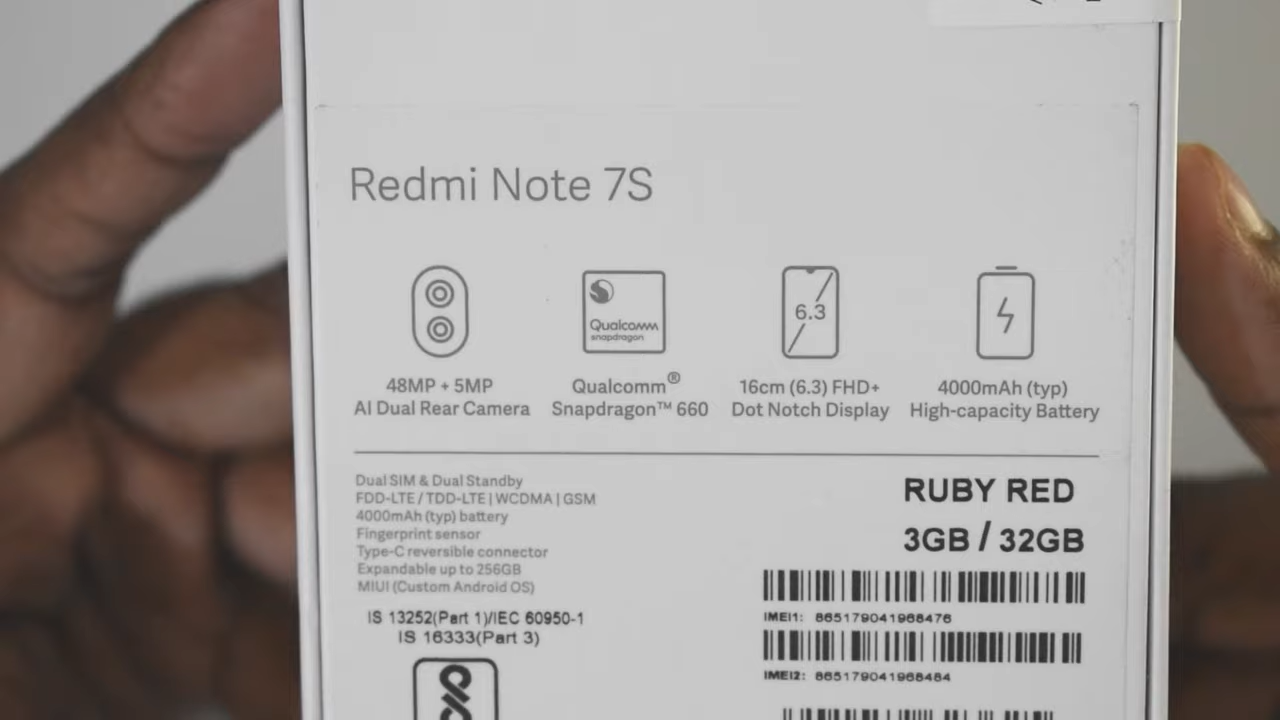 Redmi Note 7S
Qualcomm
snapdragon
6.3
48MP + 5MP
AI Dual Rear Camera
Qualcomm®
Snapdragon™ 660
16cm (6.3) FHD+
Dot Notch Display
4000mAh (typ)
High-capacity Battery
Dual SIM & Dual Standby
FDD-LTE / TDD-LTE | WCDMA | GSM
4000mAh (typ) battery
Fingerprint sensor
Type-C reversible connector
Expandable up to 256GB
MIUI (Custom Android OS)
IS 13252(Part 1)/IEC 60950-1
IS 16333(Part 3)
RUBY RED
3GB / 32GB
IMEI1: 865179041968476
IMEI2: 865179041968484